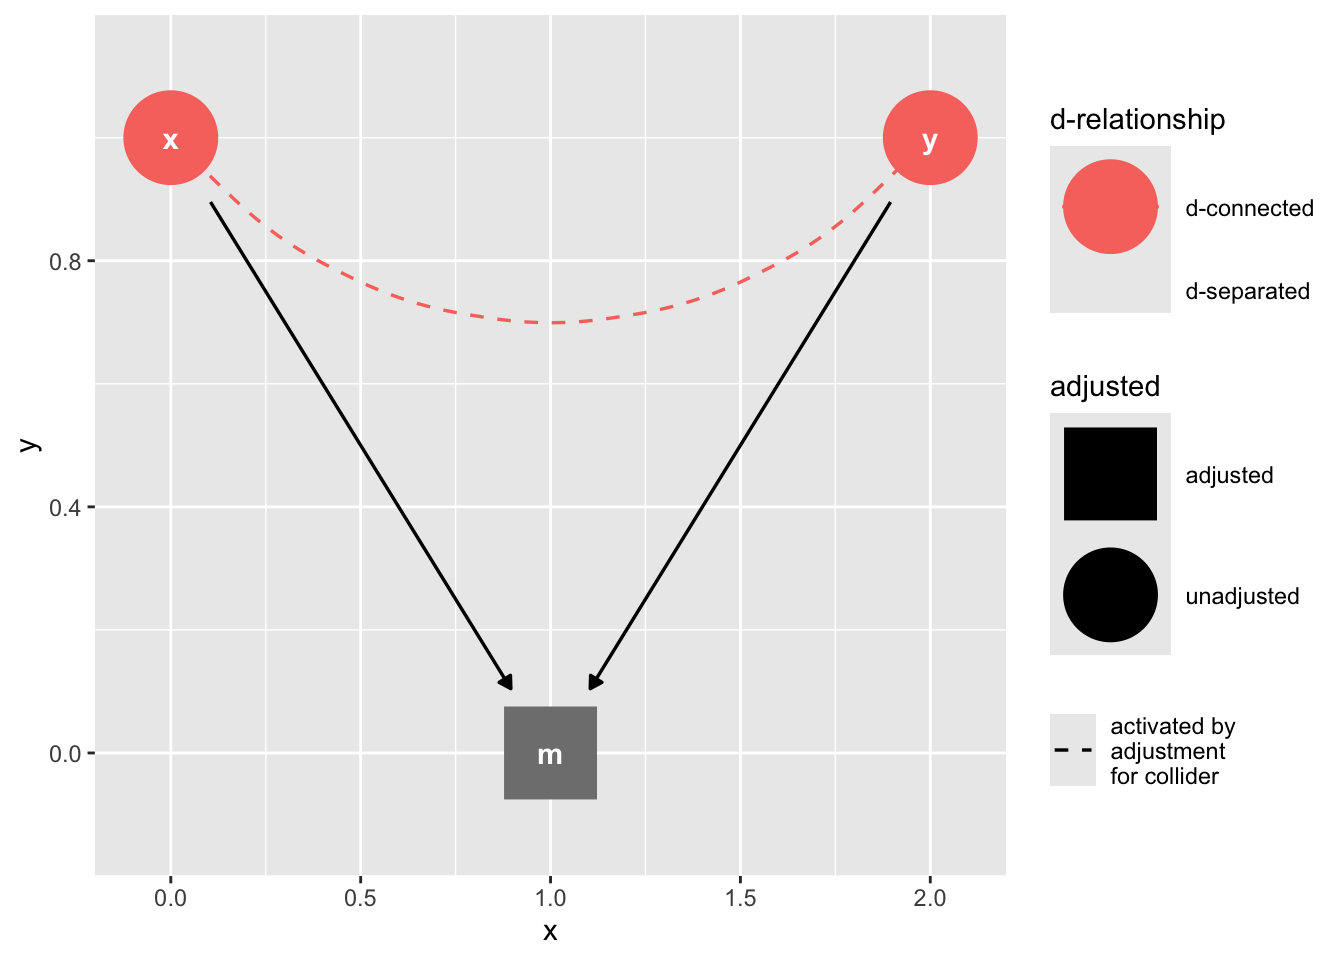 x
y
m
0.8
0.4
0.0
y
0.0 0.5 1.0 1.5 2.0
x
d-relationship
d-connected
d-separated
adjusted
adjusted
unadjusted
activated by
adjustment
for collider